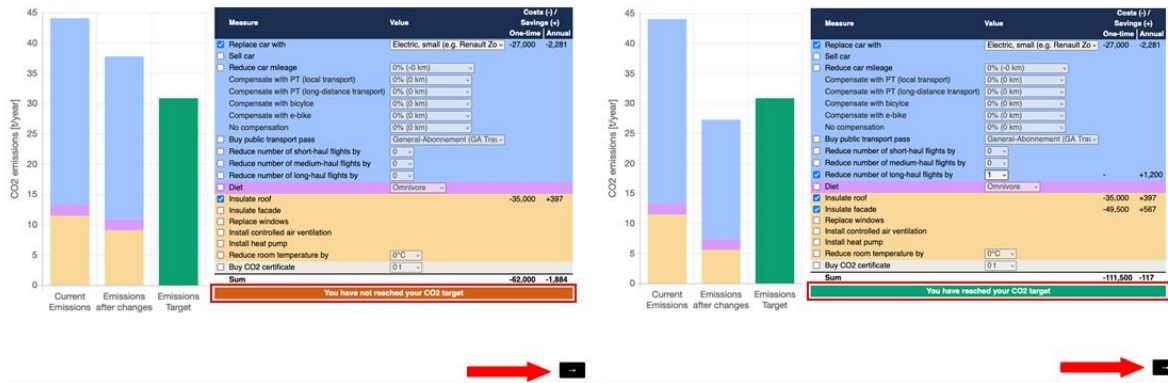 Costs (-) /
Measure Value Savings (+)
One-time Annual
45
40
35
30
25
20
15
10
5
0
CO2 emissions [t/year]
Replace car with Electric, small (e.g. Renault Zo -27,000 -2,281
Sell car
Reduce car mileage 0% (-0 km)
Compensate with PT (local transport) 0% (0 km)
Compensate with PT (long-distance transport) 0% (0 km)
Compensate with bicylce 0% (0 km)
Compensate with e-bike 0% (0 km)
No compensation 0% (0 km)
Buy public transport pass General-Abonnement (GA Trav
Reduce number of short-haul flights by 0
Reduce number of medium-haul flights by 0
Reduce number of long-haul flights by 0
Diet Omnivore
Insulate roof -35,000 +397
Insulate facade
Replace windows
Install controlled air ventilation
Install heat pump
Reduce room temperature by 0°C
Buy CO2 certificate 0 t
Sum -62,000 -1,884
You have not reached your CO2 target
Current Emissions Emissions
Emissions after changes Target
→
Costs (-) /
Measure Value Savings (+)
One-time Annual
45
40
35
30
25
20
15
10
5
0
CO2 emissions [t/year]
Replace car with Electric, small (e.g. Renault Zo -27,000 -2,281
Sell car
Reduce car mileage 0% (-0 km)
Compensate with PT (local transport) 0% (0 km)
Compensate with PT (long-distance transport) 0% (0 km)
Compensate with bicylce 0% (0 km)
Compensate with e-bike 0% (0 km)
No compensation 0% (0 km)
Buy public transport pass General-Abonnement (GA Trav
Reduce number of short-haul flights by 0
Reduce number of medium-haul flights by 0
Reduce number of long-haul flights by 1 - +1,200
Diet Omnivore
Insulate roof -35,000 +397
Insulate facade -49,500 +567
Replace windows
Install controlled air ventilation
Install heat pump
Reduce room temperature by 0°C
Buy CO2 certificate 0 t
Sum -111,500 -117
You have reached your CO2 target
Current Emissions Emissions
Emissions after changes Target
→